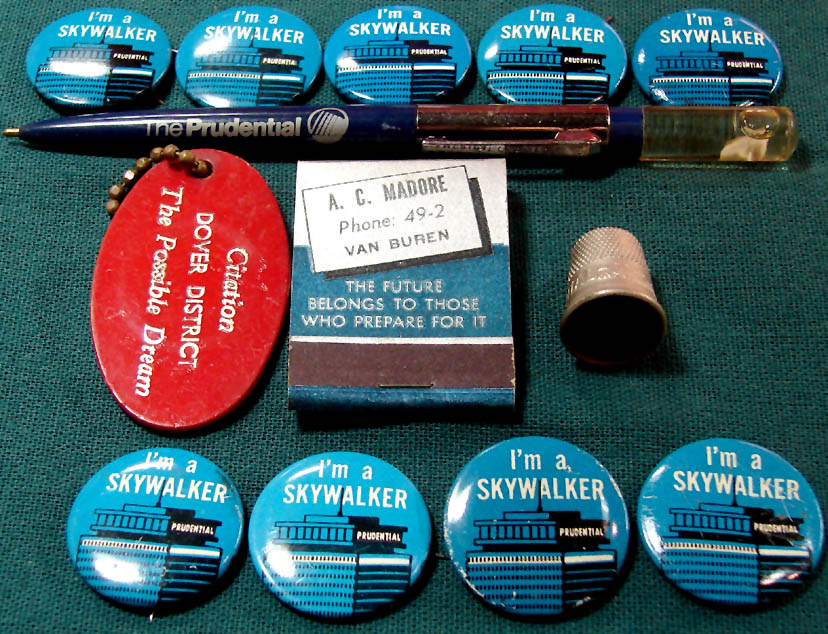 I'm a
SKYWALKER
PRUDENTIAL
I'm a
SKYWALKER
PRUDENTIAL
I'm a
SKYWALKER
PRUDENTIAL
I'm a
SKYWALKER
PRUDENTIAL
I'm a
SKYWALKER
PRUDENTIAL
The Prudential
Citation
DOVER DISTRICT
The Possible Dream
A. C. MADORE
Phone: 49-2
VAN BUREN
THE FUTURE
BELONGS TO THOSE
WHO PREPARE FOR IT
I'm a
SKYWALKER
PRUDENTIAL
I'm a
SKYWALKER
PRUDENTIAL
I'm a
SKYWALKER
PRUDENTIAL
I'm a
SKYWALKER
PRUDENTIAL